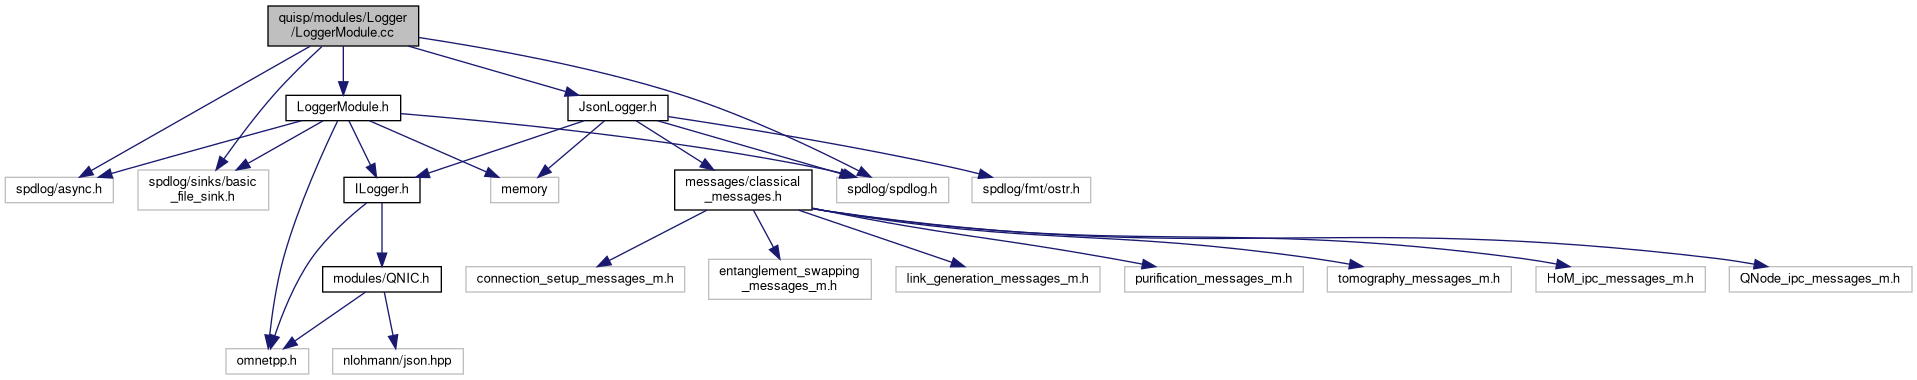 quisp/modules/Logger
/LoggerModule.cc
LoggerModule.h
JsonLogger.h
spdlog/async.h
spdlog/sinks/basic
_file_sink.h
ILogger.h
memory
messages/classical
_messages.h
spdlog/spdlog.h
spdlog/fmt/ostr.h
modules/QNIC.h
connection_setup_messages_m.h
entanglement_swapping
_messages_m.h
link_generation_messages_m.h
purification_messages_m.h
tomography_messages_m.h
HoM_ipc_messages_m.h
QNode_ipc_messages_m.h
omnetpp.h
nlohmann/json.hpp